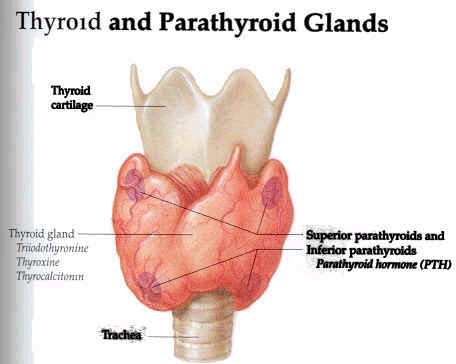 Thyroid and Parathyroid Glands
Thyroid
cartilage
Thyroid gland
Triiodothyronine
Thyroxine
Thyrocalcitonin
Superior parathyroids and
Inferior parathyroids
Parathyroid hormone (PTH)
Trachea